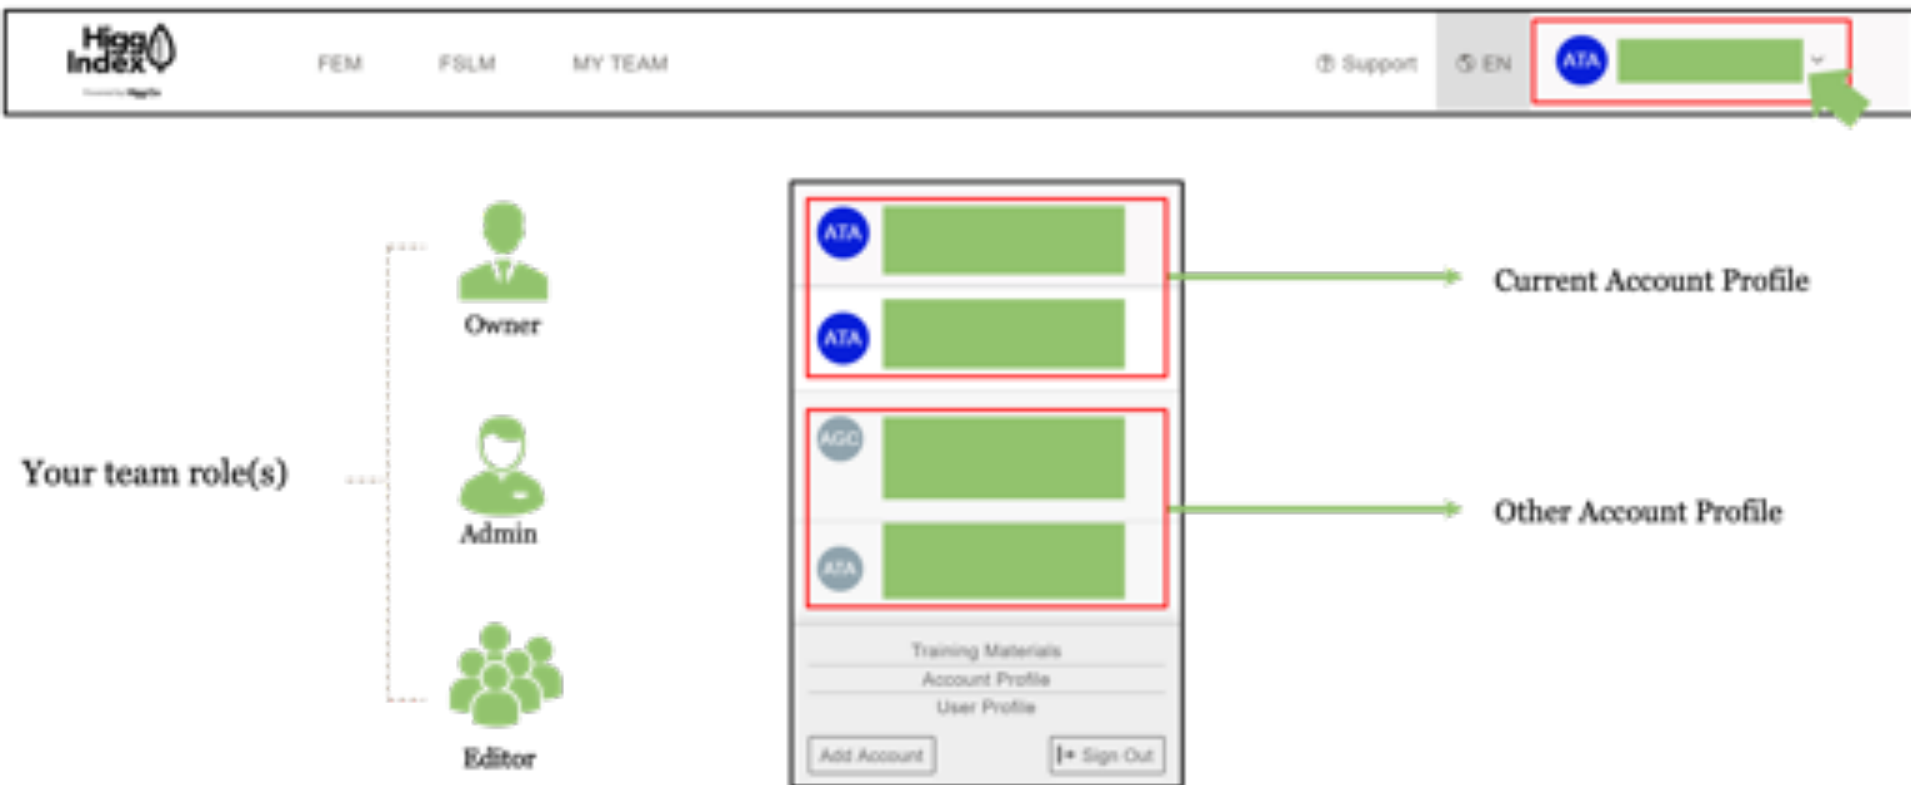 Higg
Index
FEM
FSLM
MY TEAM
Support
EN
ATA
ATA
Owner
Current Account Profile
ATA
Your team role(s)
AGC
Admin
Other Account Profile
ATA
Training Materials
Account Profile
User Profile
Editor
Add Account
Sign Out